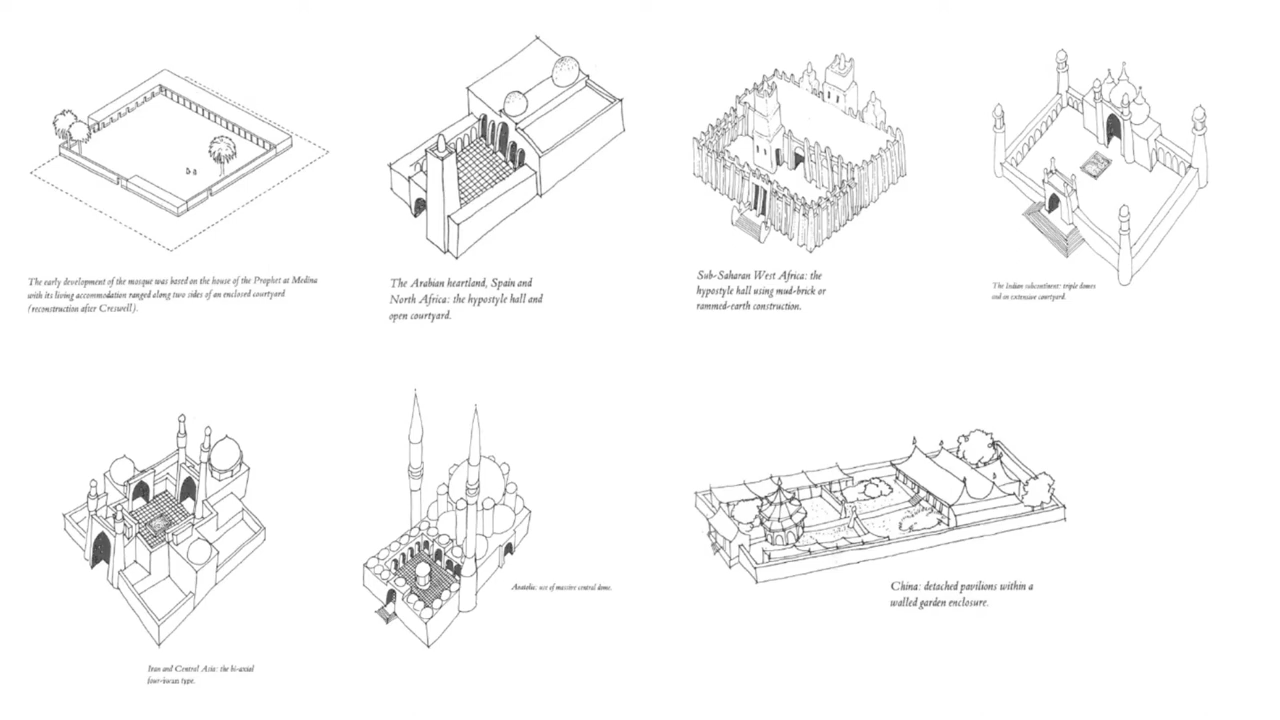 The early development of the mosque was based on the house of the Prophet at Medina
with its living accommodation ranged along two sides of an enclosed courtyard
(reconstruction after Creswell).
The Arabian heartland, Spain and
North Africa: the hypostyle hall and
open courtyard.
Sub-Saharan West Africa: the
hypostyle hall using mud-brick or
rammed-earth construction.
The Indian subcontinent: triple domes
and an extensive courtyard.
Iran and Central Asia: the bi-axial
four-iwan type.
Anatolia: use of massive central dome.
China: detached pavilions within a
walled garden enclosure.